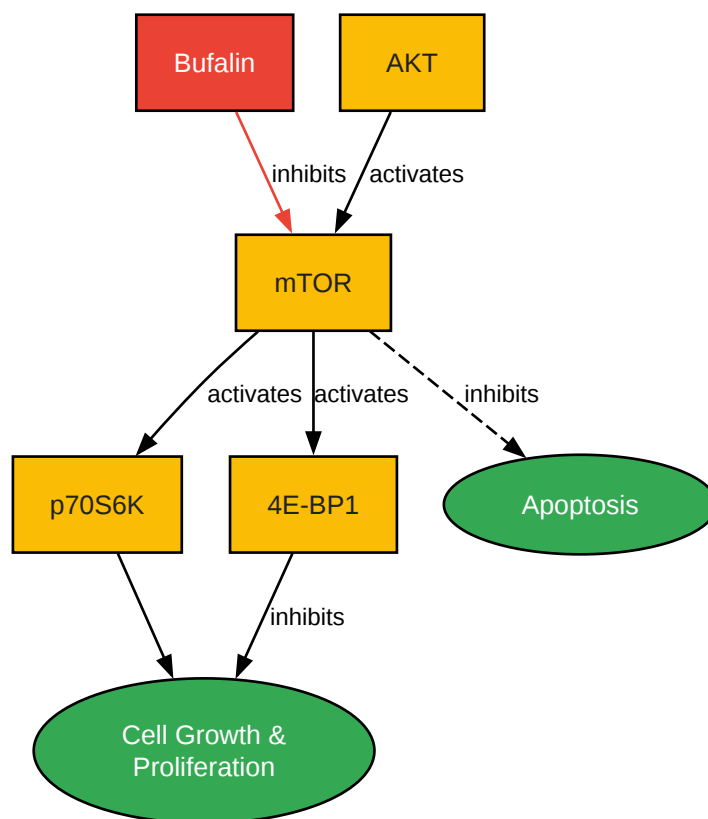 Bufalin
AKT
inhibits
activates
mTOR
activates
activates
inhibits
p70S6K
4E-BP1
Apoptosis
inhibits
Cell Growth &
Proliferation